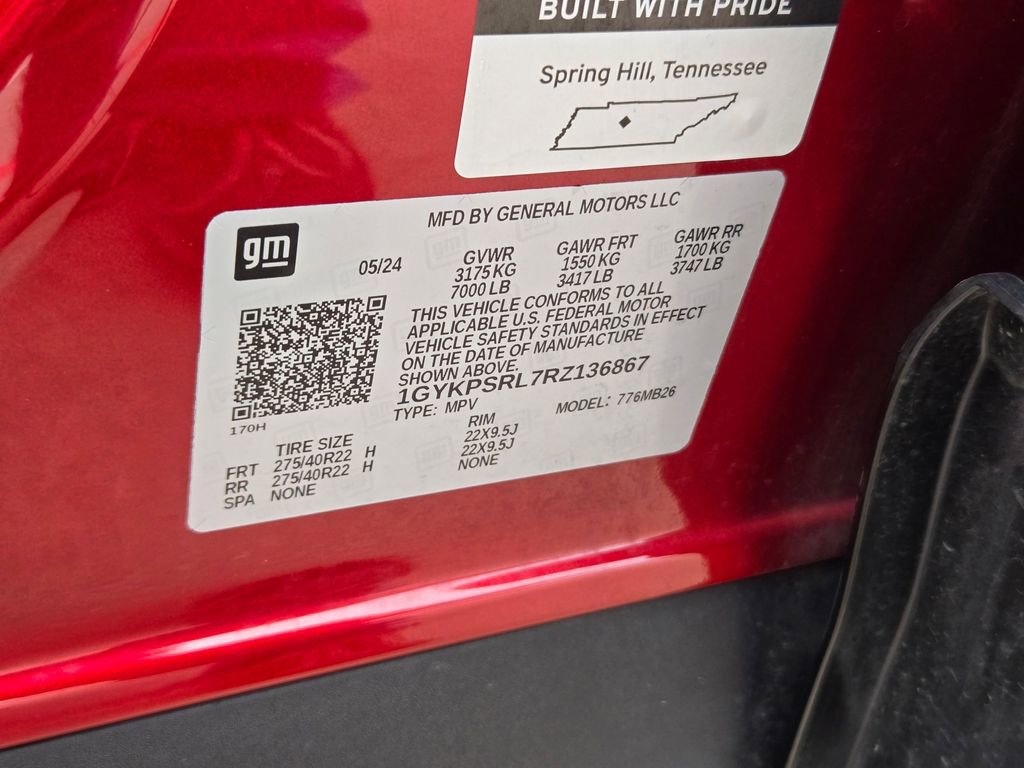 BUILT WITH PRIDE
Spring Hill, Tennessee
gm
MFD BY GENERAL MOTORS LLC
05/24
GVWR GAWR FRT GAWR RR
3175 KG 1550 KG 1700 KG
7000 LB 3417 LB 3747 LB
THIS VEHICLE CONFORMS TO ALL
APPLICABLE U.S. FEDERAL MOTOR
VEHICLE SAFETY STANDARDS IN EFFECT
ON THE DATE OF MANUFACTURE
SHOWN ABOVE.
1GYKPSRL7RZ136867
TYPE: MPV MODEL: 776MB26
170H
TIRE SIZE RIM
FRT 275/40R22 H 22X9.5J
RR 275/40R22 H 22X9.5J
SPA NONE NONE